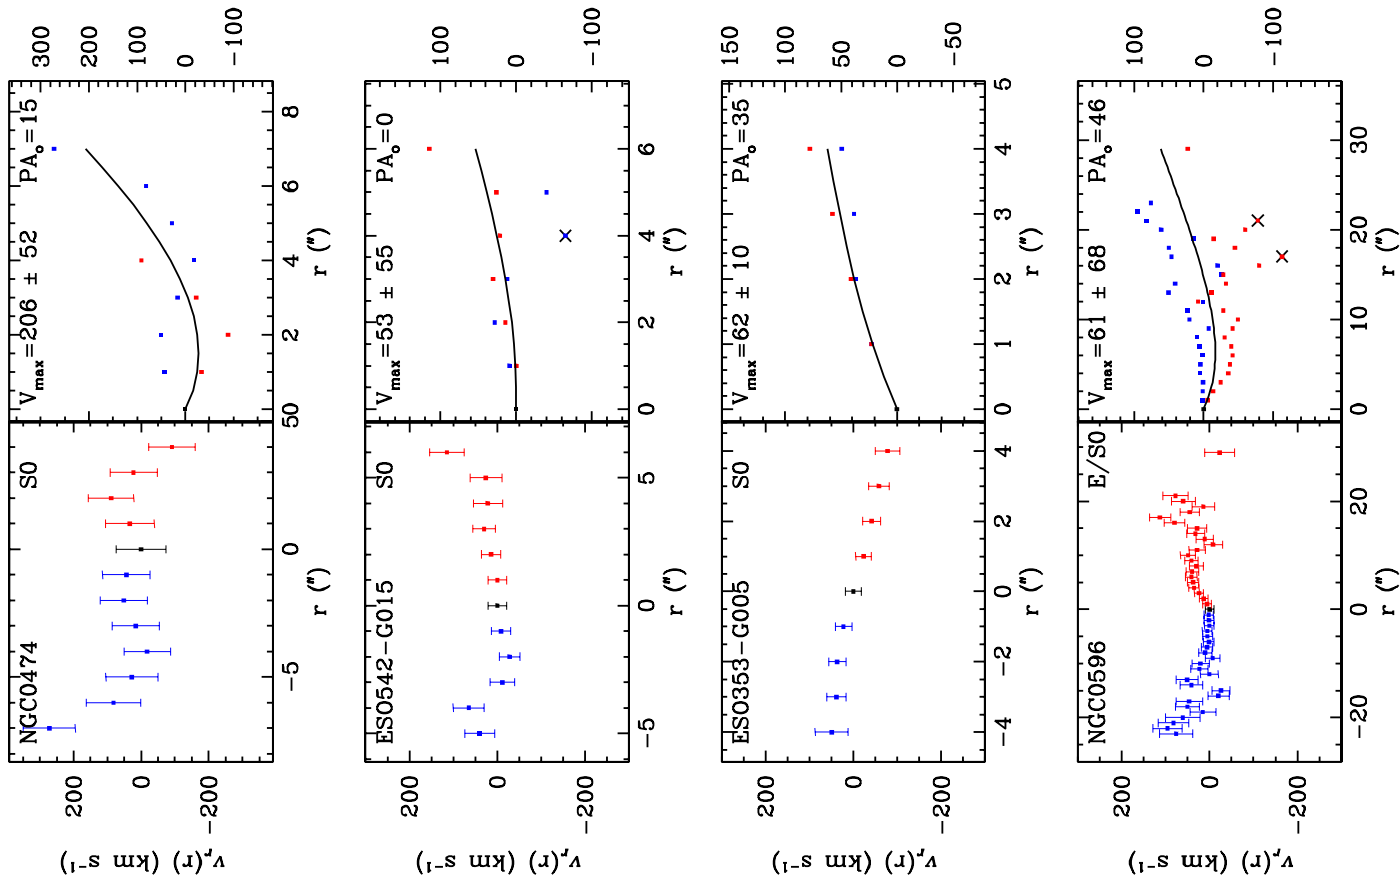 NGC0474 S0
V_max=206 ± 52 PA_o=15
200 0 −200
−5 0 5
0 2 4 6 8
300 200 100 0 −100
v_r(r) (km s⁻¹)
r (″)
r (″)
ESO542−G015 S0
V_max=53 ± 55 PA_o=0
200 0 −200
−5 0 5
0 2 4 6
100 0 −100
v_r(r) (km s⁻¹)
r (″)
r (″)
ESO353−G005 S0
V_max=62 ± 10 PA_o=35
200 0 −200
−4 −2 0 2 4
0 1 2 3 4 5
150 100 50 0 −50
v_r(r) (km s⁻¹)
r (″)
r (″)
NGC0596 E/S0
V_max=61 ± 68 PA_o=46
200 0 −200
−20 0 20
0 10 20 30
100 0 −100
v_r(r) (km s⁻¹)
r (″)
r (″)